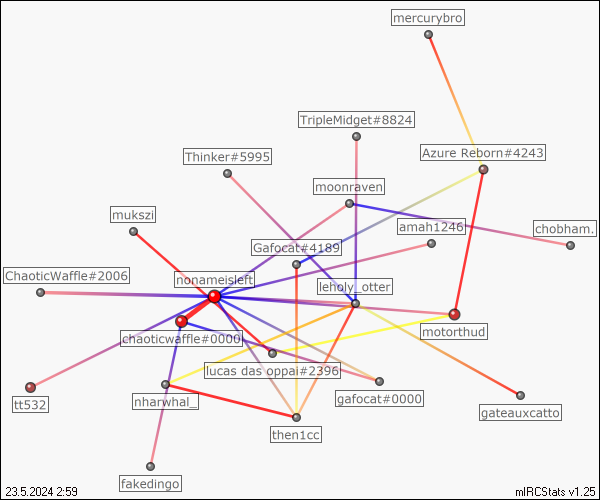 mercurybro
TripleMidget#8824
Azure Reborn#4243
Thinker#5995
moonraven
mukszi
amah1246
chobham.
Gafocat#4189
ChaoticWaffle#2006
nonameisleft
leholy_otter
chaoticwaffle#0000
motorthud
lucas das oppai#2396
tt532
nharwhal_
gafocat#0000
gateauxcatto
then1cc
fakedingo
23.5.2024 2:59
mIRCStats v1.25